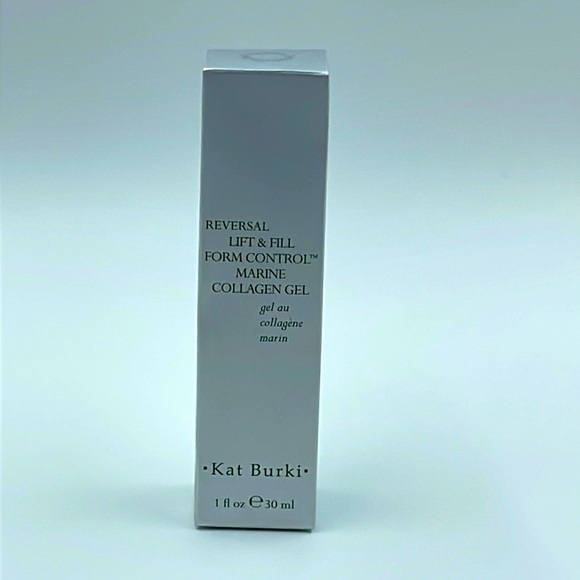 REVERSAL
LIFT & FILL
FORM CONTROL™
MARINE
COLLAGEN GEL
gel au
collagène
marin
•Kat Burki•
1 fl oz ℮ 30 ml